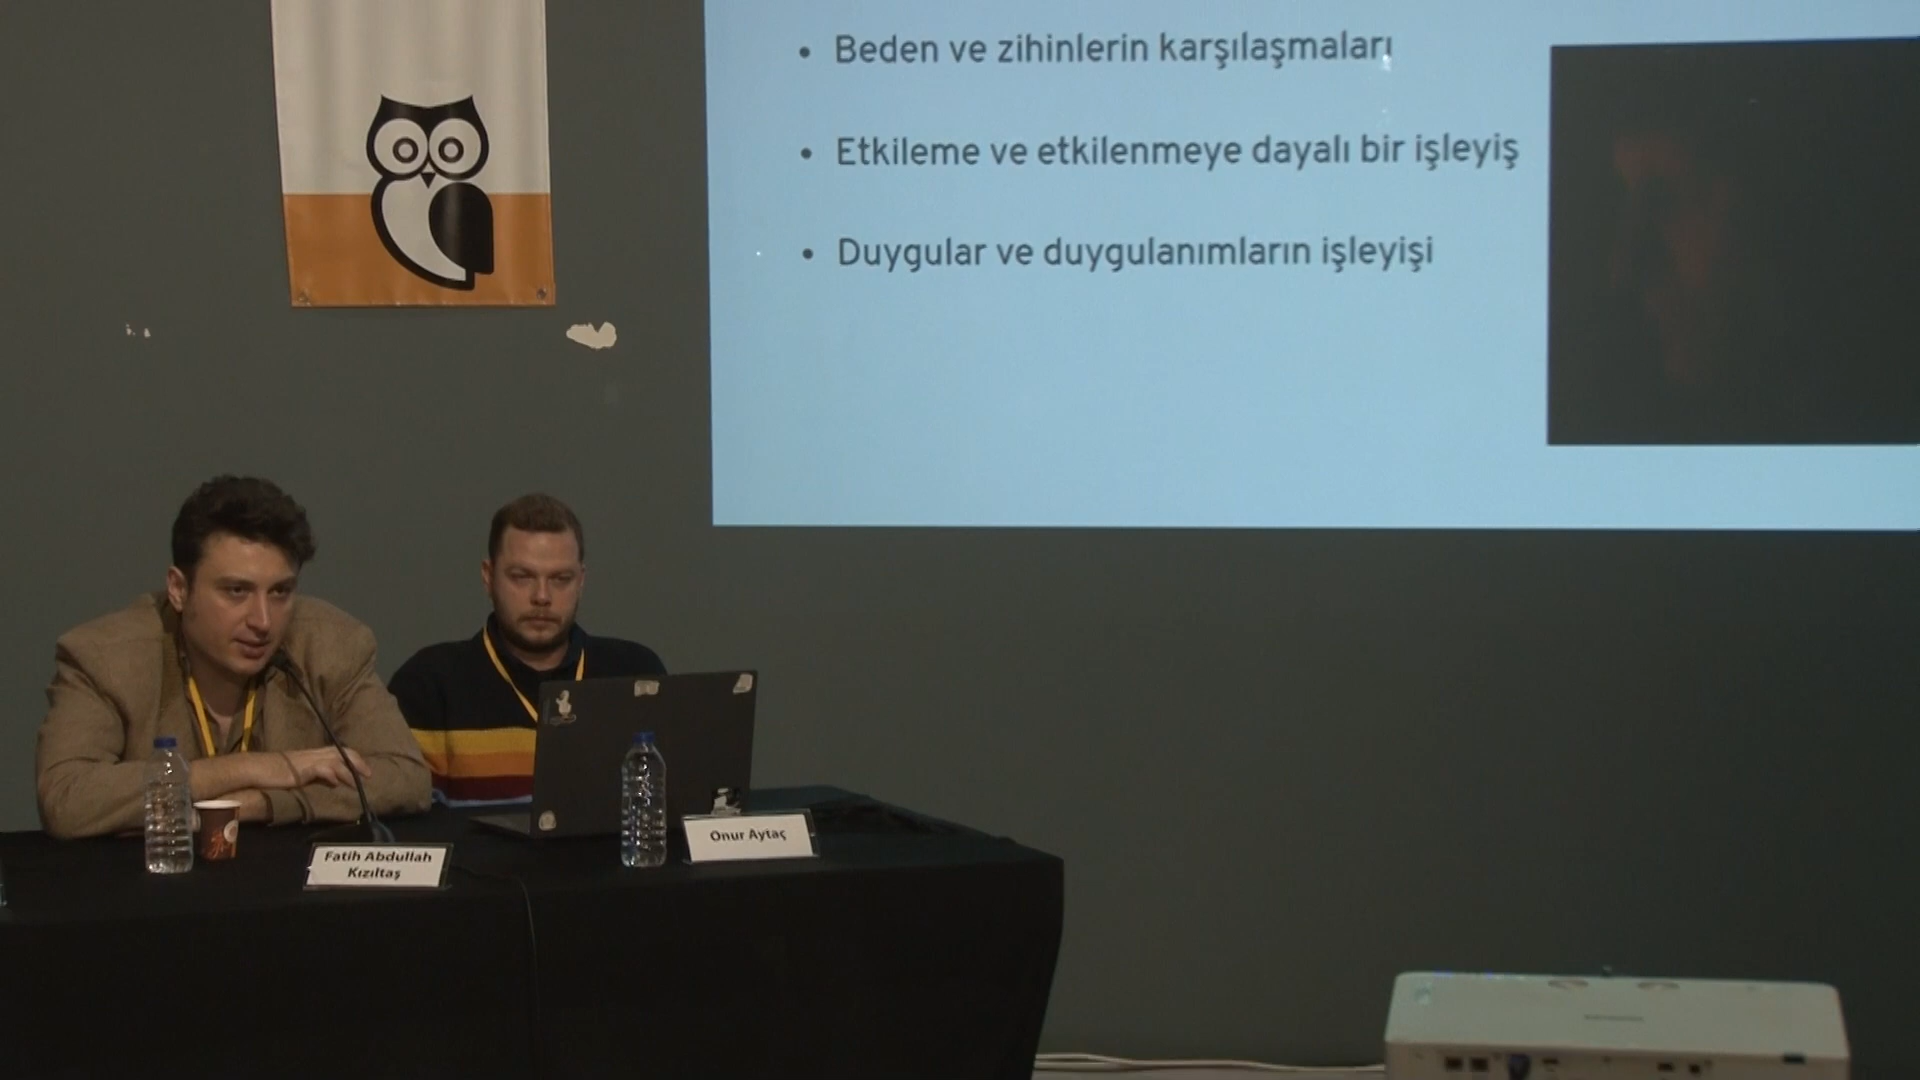 Beden ve zihinlerin karşılaşmaları
Etkileme ve etkilenmeye dayalı bir işleyiş
Duygular ve duygulanımların işleyişi
Fatih Abdullah
Kızıltaş
Onur Aytaç